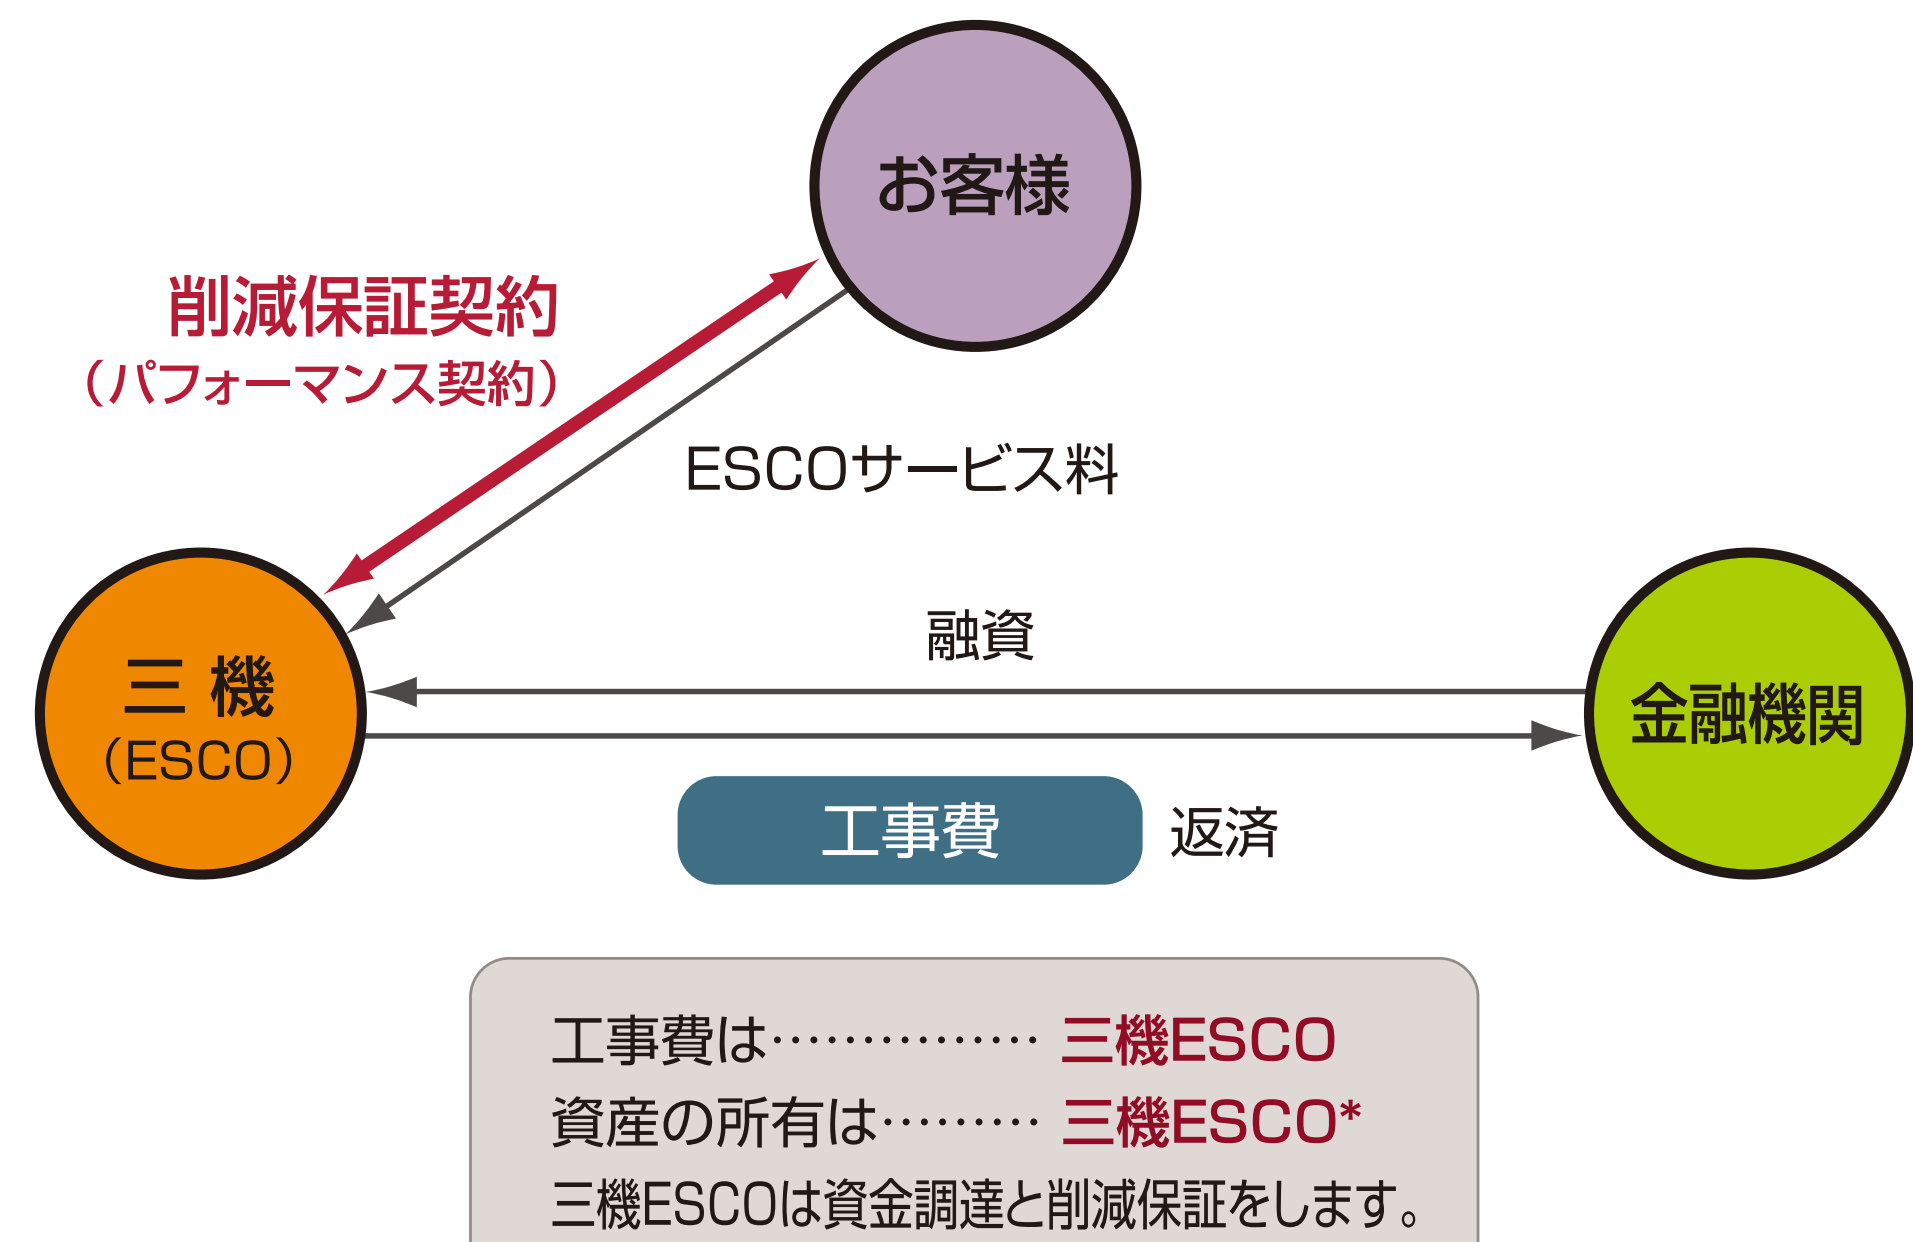 お客様
削減保証契約
（パフォーマンス契約）
ESCOサービス料
融資
三 機
（ESCO）
金融機関
工事費
返済
工事費は‥‥‥‥‥‥‥‥ 三機ESCO
資産の所有は‥‥‥‥‥ 三機ESCO*
三機ESCOは資金調達と削減保証をします。